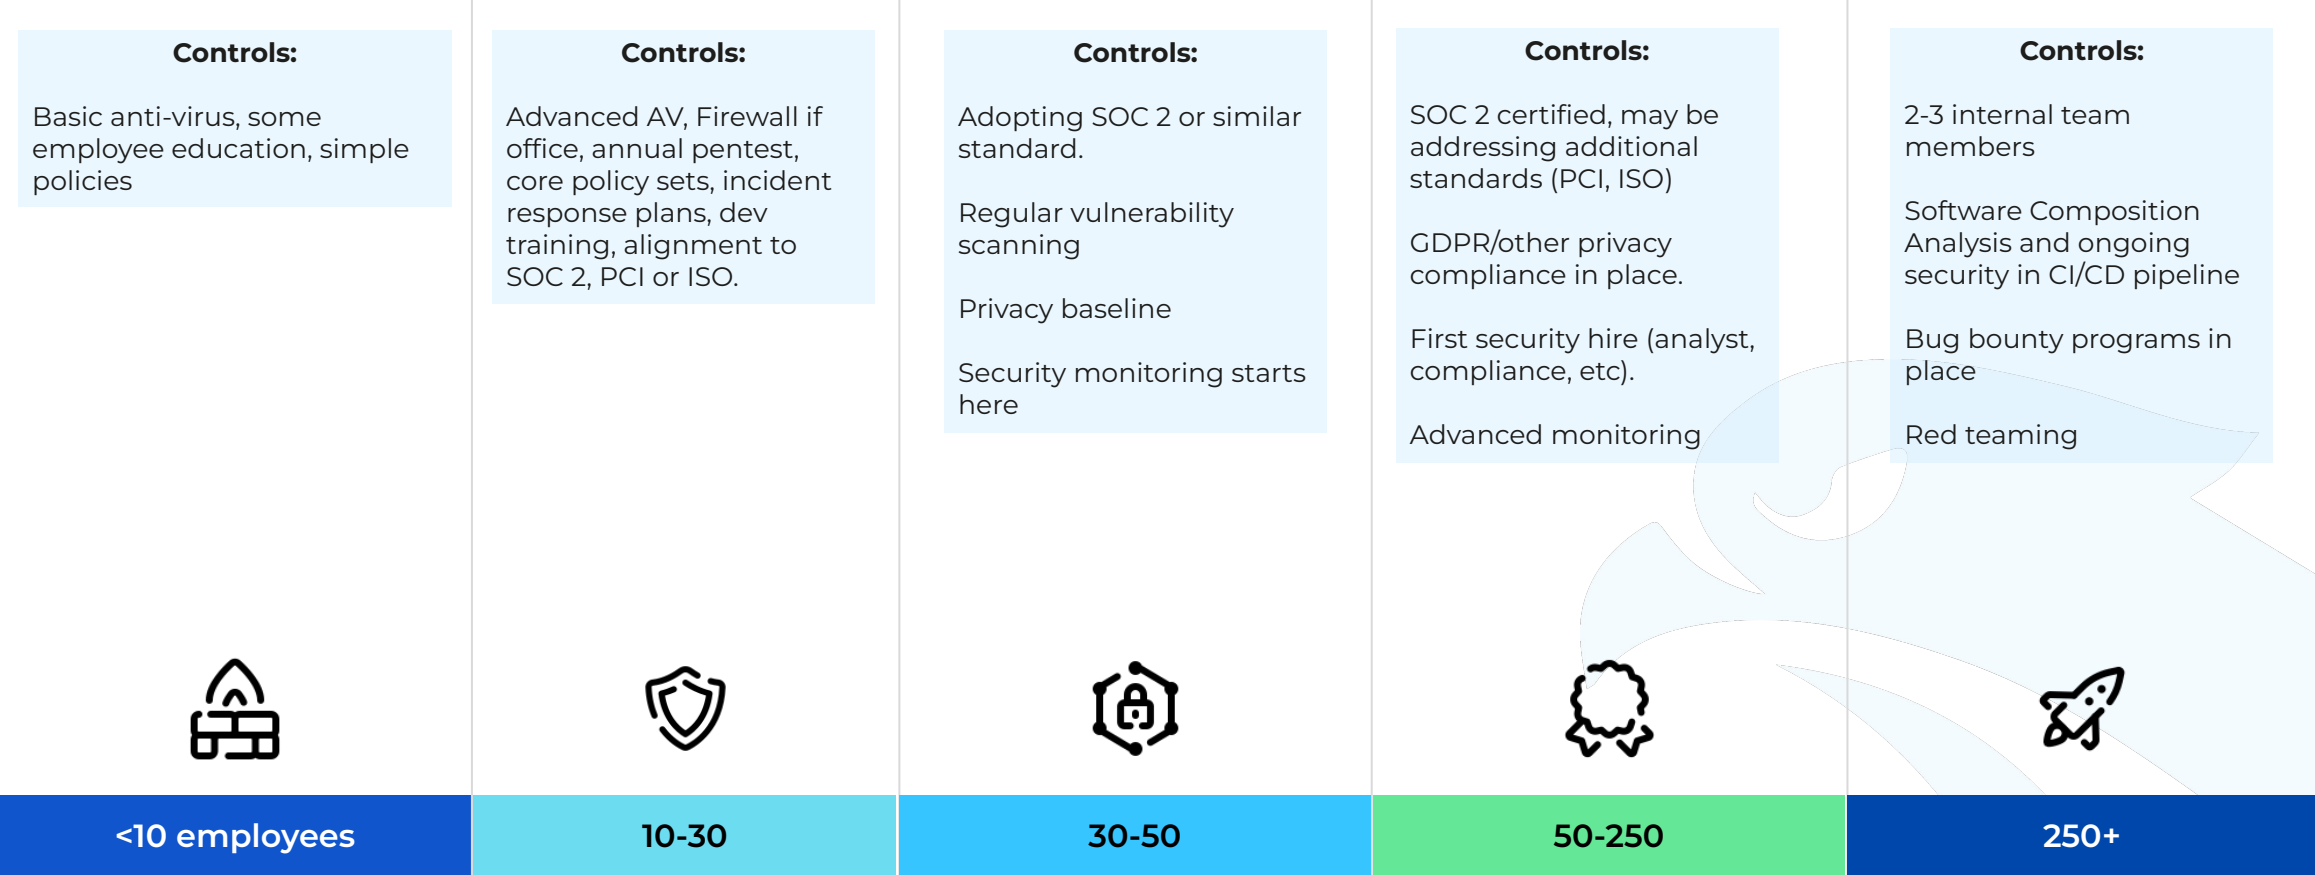 Controls:
Basic anti-virus, some
employee education, simple
policies
Controls:
Advanced AV, Firewall if
office, annual pentest,
core policy sets, incident
response plans, dev
training, alignment to
SOC 2, PCI or ISO.
Controls:
Adopting SOC 2 or similar
standard.
Regular vulnerability
scanning
Privacy baseline
Security monitoring starts
here
Controls:
SOC 2 certified, may be
addressing additional
standards (PCI, ISO)
GDPR/other privacy
compliance in place.
First security hire (analyst,
compliance, etc).
Advanced monitoring
Controls:
2-3 internal team
members
Software Composition
Analysis and ongoing
security in CI/CD pipeline
Bug bounty programs in
place
Red teaming
<10 employees
10-30
30-50
50-250
250+